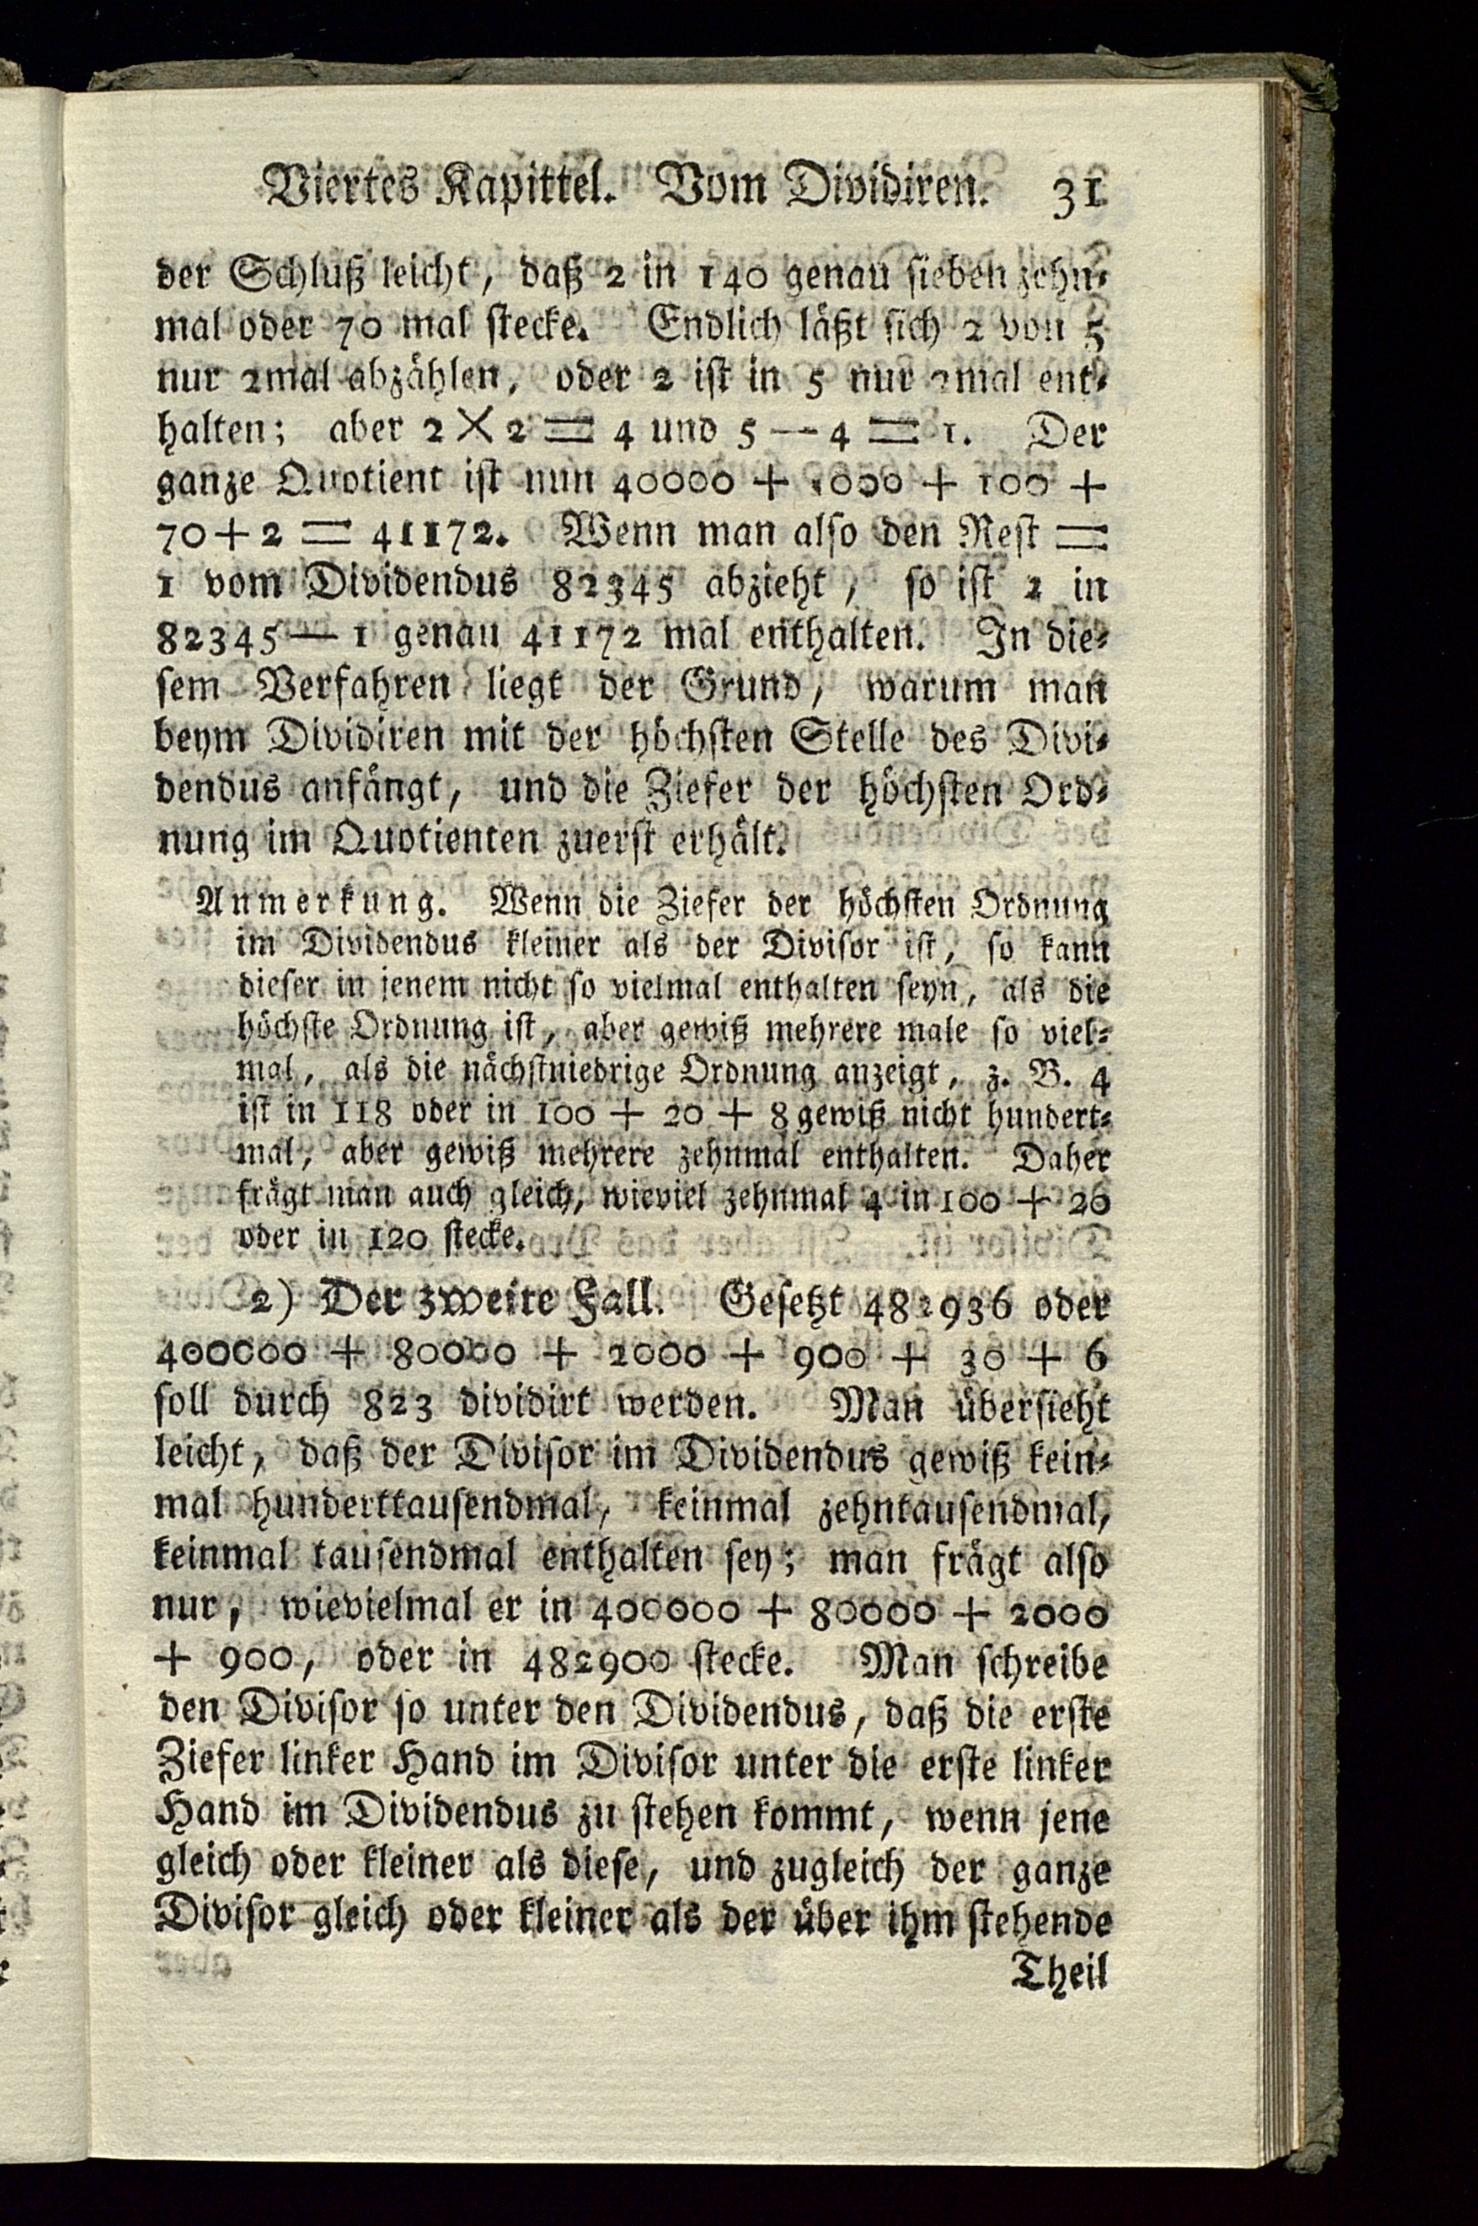 Viertes Kapittel. Vom Dividiren. 31
der Schluß leicht, daß 2 in 140 genau sieben zehn-
mal oder 70 mal stecke. Endlich läßt sich 2 von 5
nur 2mal abzählen, oder 2 ist in 5 nur 2mal ent-
halten; aber 2 × 2 = 4 und 5 — 4 = 1. Der
ganze Quotient ist nun 40000 + 1000 + 100 +
70 + 2 = 41172. Wenn man also den Rest =
1 vom Dividendus 82345 abzieht, so ist 2 in
82345 — 1 genau 41172 mal enthalten. In die-
sem Verfahren liegt der Grund, warum man
beym Dividiren mit der höchsten Stelle des Divi-
dendus anfängt, und die Ziefer der höchsten Ord-
nung im Quotienten zuerst erhält.
Anmerkung. Wenn die Ziefer der höchsten Ordnung
im Dividendus kleiner als der Divisor ist, so kann
dieser in jenem nicht so vielmal enthalten seyn, als die
höchste Ordnung ist, aber gewiß mehrere male so viel-
mal, als die nächstniedrige Ordnung anzeigt, z. B. 4
ist in 118 oder in 100 + 20 + 8 gewiß nicht hundert-
mal, aber gewiß mehrere zehnmal enthalten. Daher
frägt man auch gleich, wieviel zehnmal 4 in 100 + 20
oder in 120 stecke.
2) Der zweite Fall. Gesetzt 482936 oder
400000 + 80000 + 2000 + 900 + 30 + 6
soll durch 823 dividirt werden. Man übersieht
leicht, daß der Divisor im Dividendus gewiß kein-
mal hunderttausendmal, keinmal zehntausendmal,
keinmal tausendmal enthalten sey; man frägt also
nur, wievielmal er in 400000 + 80000 + 2000
+ 900, oder in 482900 stecke. Man schreibe
den Divisor so unter den Dividendus, daß die erste
Ziefer linker Hand im Divisor unter die erste linker
Hand im Dividendus zu stehen kommt, wenn jene
gleich oder kleiner als diese, und zugleich der ganze
Divisor gleich oder kleiner als der über ihm stehende
Theil